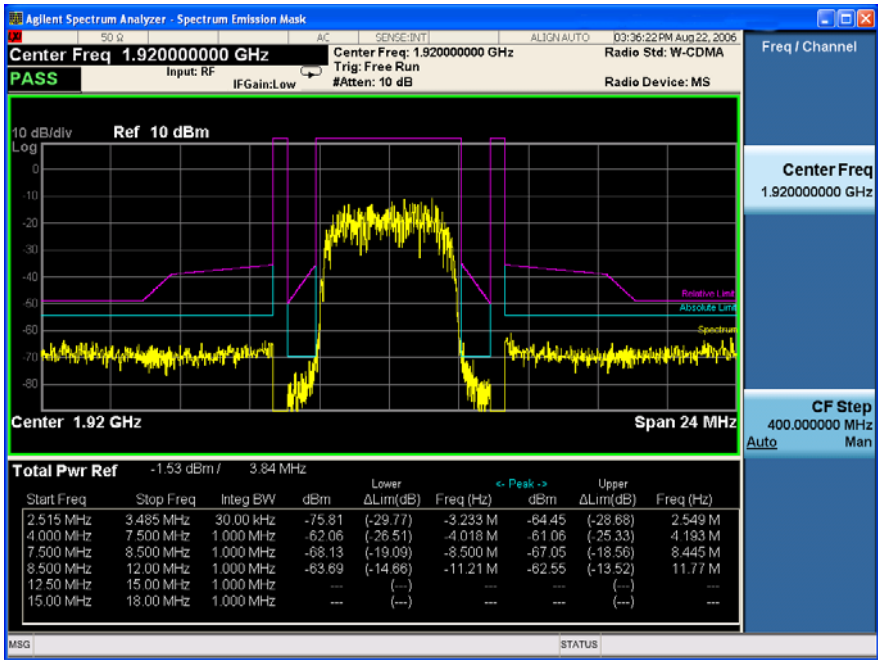 Agilent Spectrum Analyzer - Spectrum Emission Mask
50 Ω AC SENSE:INT ALIGN AUTO 03:36:22 PM Aug 22, 2006
Center Freq 1.920000000 GHz
Center Freq: 1.920000000 GHz
Radio Std: W-CDMA
Input: RF
Trig: Free Run
PASS
IFGain:Low
#Atten: 10 dB
Radio Device: MS
Freq / Channel
10 dB/div
Ref 10 dBm
Log
0
-10
-20
-30
-40
-50
-60
-70
-80
Relative Limit
Absolute Limit
Spectrum
Center 1.92 GHz
Span 24 MHz
Center Freq
1.920000000 GHz
CF Step
400.000000 MHz
Auto Man
Total Pwr Ref -1.53 dBm / 3.84 MHz
Lower <- Peak -> Upper
Start Freq Stop Freq Integ BW dBm ΔLim(dB) Freq (Hz) dBm ΔLim(dB) Freq (Hz)
2.515 MHz 3.485 MHz 30.00 kHz -75.81 (-29.77) -3.233 M -64.45 (-28.68) 2.549 M
4.000 MHz 7.500 MHz 1.000 MHz -62.06 (-26.51) -4.018 M -61.06 (-25.33) 4.193 M
7.500 MHz 8.500 MHz 1.000 MHz -68.13 (-19.09) -8.500 M -67.05 (-18.56) 8.445 M
8.500 MHz 12.00 MHz 1.000 MHz -63.69 (-14.66) -11.21 M -62.55 (-13.52) 11.77 M
12.50 MHz 15.00 MHz 1.000 MHz --- (---) --- --- (---) ---
15.00 MHz 18.00 MHz 1.000 MHz --- (---) --- --- (---) ---
MSG
STATUS